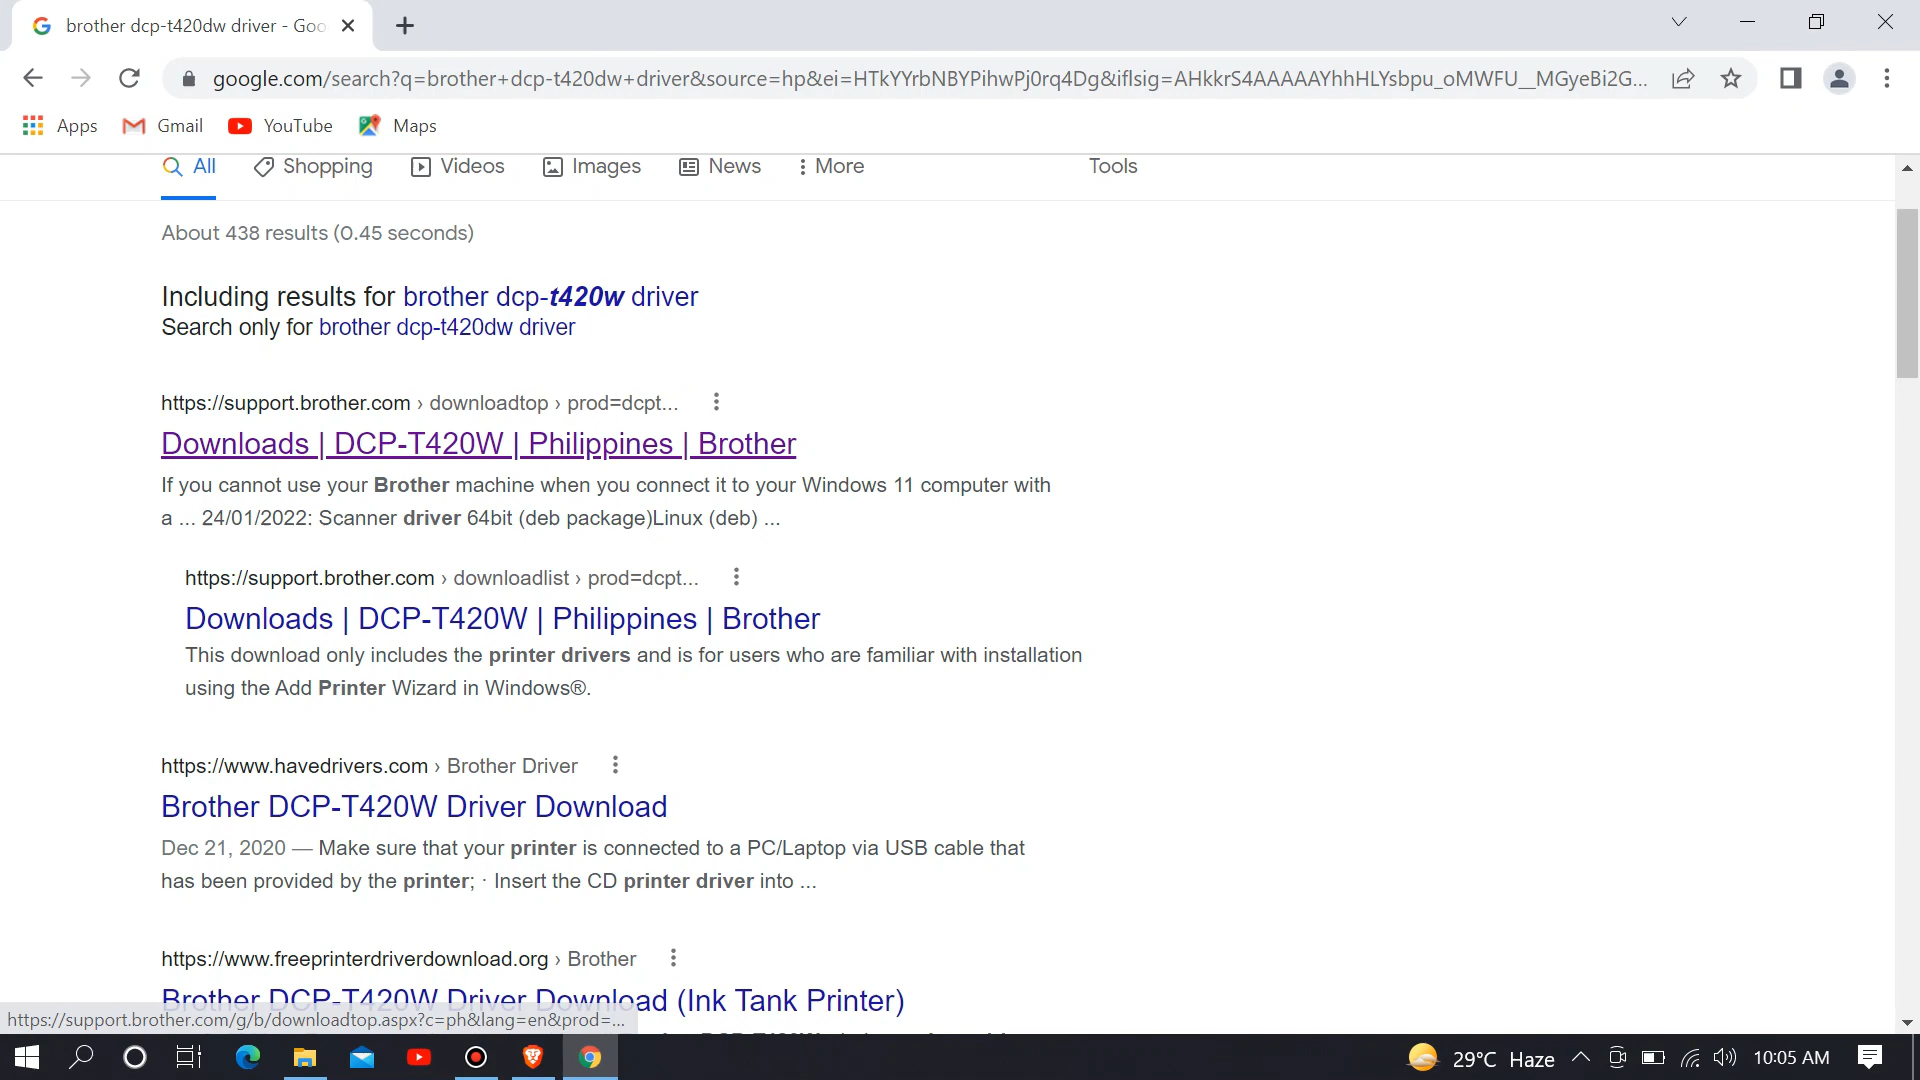 brother dcp-t420dw driver - Goo
google.com/search?q=brother+dcp-t420dw+driver&source=hp&ei=HTkYYrbNBYPihwPj0rq4Dg&iflsig=AHkkrS4AAAAAYhhHLYsbpu_oMWFU__MGyeBi2G...
Apps Gmail YouTube Maps
All Shopping Videos Images News More Tools
About 438 results (0.45 seconds)
Including results for brother dcp-t420w driver
Search only for brother dcp-t420dw driver
https://support.brother.com › downloadtop › prod=dcpt...
Downloads | DCP-T420W | Philippines | Brother
If you cannot use your Brother machine when you connect it to your Windows 11 computer with
a ... 24/01/2022: Scanner driver 64bit (deb package)Linux (deb) ...
https://support.brother.com › downloadlist › prod=dcpt...
Downloads | DCP-T420W | Philippines | Brother
This download only includes the printer drivers and is for users who are familiar with installation
using the Add Printer Wizard in Windows®.
https://www.havedrivers.com › Brother Driver
Brother DCP-T420W Driver Download
Dec 21, 2020 — Make sure that your printer is connected to a PC/Laptop via USB cable that
has been provided by the printer; · Insert the CD printer driver into ...
https://www.freeprinterdriverdownload.org › Brother
Brother DCP-T420W Driver Download (Ink Tank Printer)
https://support.brother.com/g/b/downloadtop.aspx?c=ph&lang=en&prod=...
29°C Haze 10:05 AM